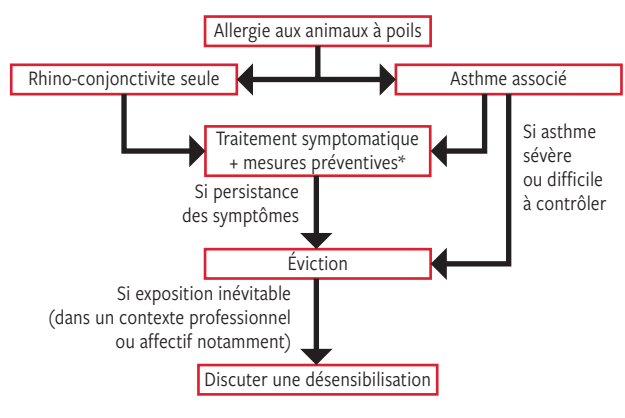 Allergie aux animaux à poils
Rhino-conjonctivite seule
Asthme associé
Traitement symptomatique
+ mesures préventives*
Si asthme
sévère
ou difficile
à contrôler
Si persistance
des symptômes
Éviction
Si exposition inévitable
(dans un contexte professionnel
ou affectif notamment)
Discuter une désensibilisation